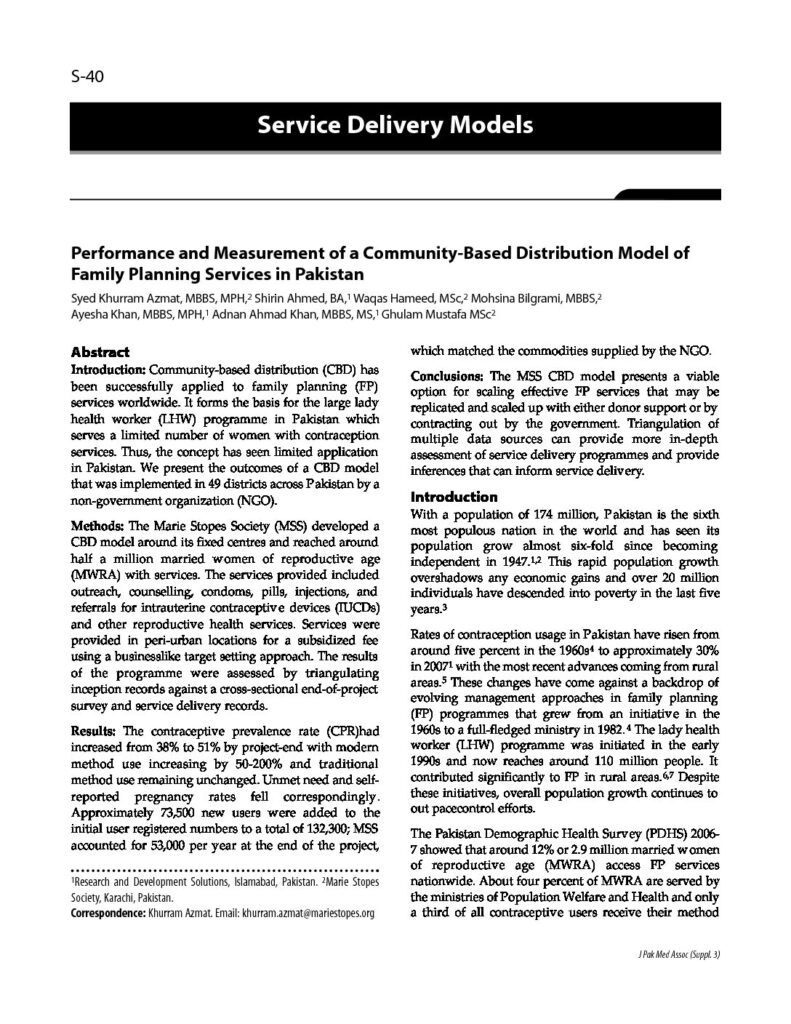 S-40
Service Delivery Models
Performance and Measurement of a Community-Based Distribution Model of
Family Planning Services in Pakistan
Syed Khurram Azmat, MBBS, MPH,² Shirin Ahmed, BA,¹ Waqas Hameed, MSc,² Mohsina Bilgrami, MBBS,²
Ayesha Khan, MBBS, MPH,¹ Adnan Ahmad Khan, MBBS, MS,¹ Ghulam Mustafa MSc²
Abstract
Introduction: Community-based distribution (CBD) has
been successfully applied to family planning (FP)
services worldwide. It forms the basis for the large lady
health worker (LHW) programme in Pakistan which
serves a limited number of women with contraception
services. Thus, the concept has seen limited application
in Pakistan. We present the outcomes of a CBD model
that was implemented in 49 districts across Pakistan by a
non-government organization (NGO).
Methods: The Marie Stopes Society (MSS) developed a
CBD model around its fixed centres and reached around
half a million married women of reproductive age
(MWRA) with services. The services provided included
outreach, counselling, condoms, pills, injections, and
referrals for intrauterine contraceptive devices (IUCDs)
and other reproductive health services. Services were
provided in peri-urban locations for a subsidized fee
using a businesslike target setting approach. The results
of the programme were assessed by triangulating
inception records against a cross-sectional end-of-project
survey and service delivery records.
Results: The contraceptive prevalence rate (CPR)had
increased from 38% to 51% by project-end with modern
method use increasing by 50-200% and traditional
method use remaining unchanged. Unmet need and self-
reported pregnancy rates fell correspondingly.
Approximately 73,500 new users were added to the
initial user registered numbers to a total of 132,300; MSS
accounted for 53,000 per year at the end of the project,
¹Research and Development Solutions, Islamabad, Pakistan. ²Marie Stopes
Society, Karachi, Pakistan.
Correspondence: Khurram Azmat. Email: khurram.azmat@mariestopes.org
which matched the commodities supplied by the NGO.
Conclusions: The MSS CBD model presents a viable
option for scaling effective FP services that may be
replicated and scaled up with either donor support or by
contracting out by the government. Triangulation of
multiple data sources can provide more in-depth
assessment of service delivery programmes and provide
inferences that can inform service delivery.
Introduction
With a population of 174 million, Pakistan is the sixth
most populous nation in the world and has seen its
population grow almost six-fold since becoming
independent in 1947.¹,² This rapid population growth
overshadows any economic gains and over 20 million
individuals have descended into poverty in the last five
years.³
Rates of contraception usage in Pakistan have risen from
around five percent in the 1960s⁴ to approximately 30%
in 2007¹ with the most recent advances coming from rural
areas.⁵ These changes have come against a backdrop of
evolving management approaches in family planning
(FP) programmes that grew from an initiative in the
1960s to a full-fledged ministry in 1982.⁴ The lady health
worker (LHW) programme was initiated in the early
1990s and now reaches around 110 million people. It
contributed significantly to FP in rural areas.⁶,⁷ Despite
these initiatives, overall population growth continues to
out pacecontrol efforts.
The Pakistan Demographic Health Survey (PDHS) 2006-
7 showed that around 12% or 2.9 million married women
of reproductive age (MWRA) access FP services
nationwide. About four percent of MWRA are served by
the ministries of Population Welfare and Health and only
a third of all contraceptive users receive their method
J Pak Med Assoc (Suppl. 3)